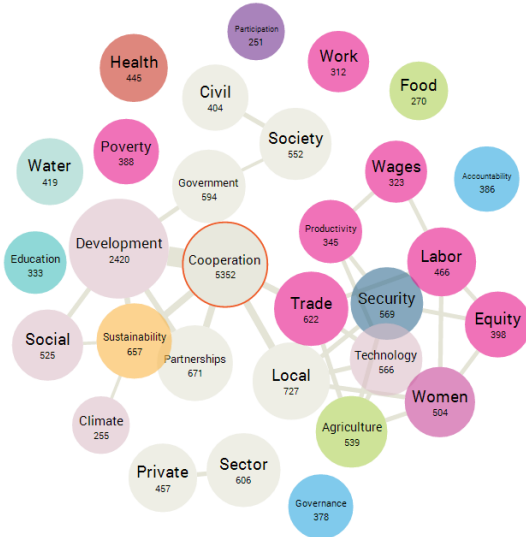 Participation
251
Work
312
Health
445
Food
270
Civil
404
Society
552
Poverty
388
Water
419
Wages
323
Accountability
386
Government
594
Productivity
345
Development
2420
Education
333
Cooperation
5352
Labor
466
Trade
622
Security
569
Equity
398
Social
525
Sustainability
657
Partnerships
671
Technology
566
Local
727
Women
504
Climate
255
Agriculture
539
Private
457
Sector
606
Governance
378